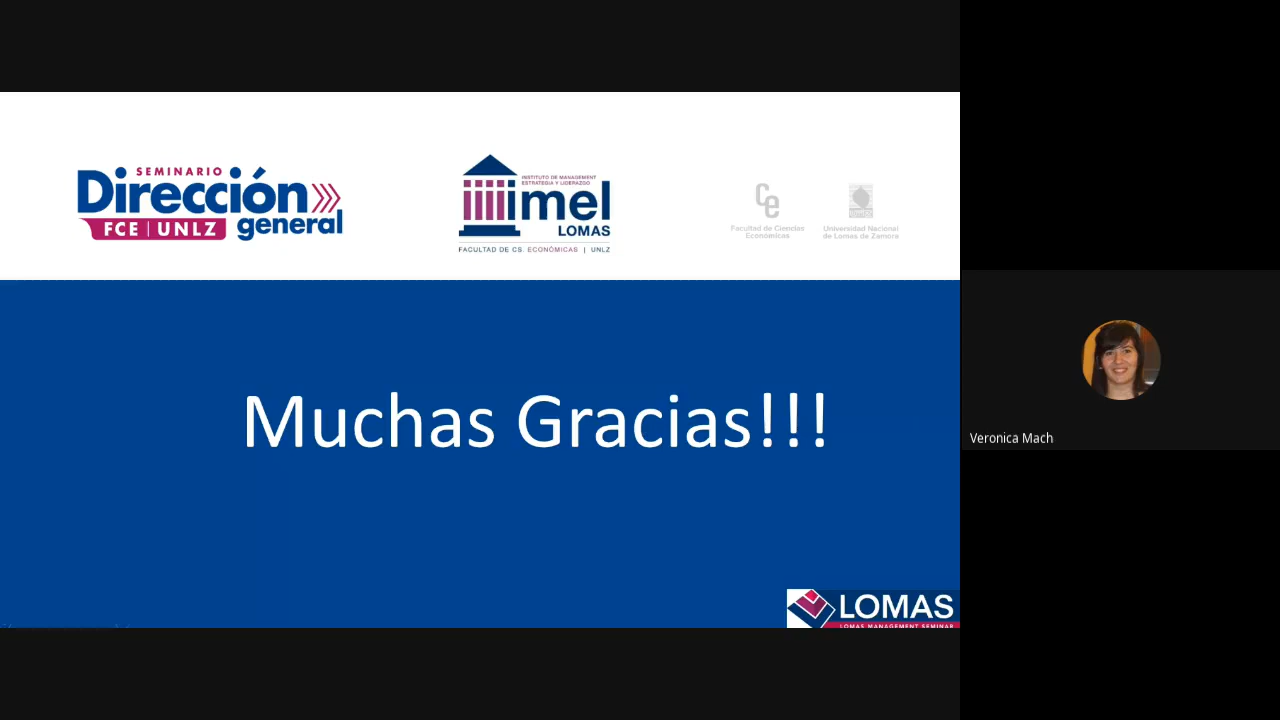 SEMINARIO
Dirección
general
FCE | UNLZ
INSTITUTO DE MANAGEMENT
ESTRATEGIA Y LIDERAZGO
imel
LOMAS
FACULTAD DE CS. ECONÓMICAS | UNLZ
Ce
Facultad de Ciencias
Económicas
Universidad Nacional
de Lomas de Zamora
Muchas Gracias!!!
Veronica Mach
LOMAS
LOMAS MANAGEMENT SEMINAR